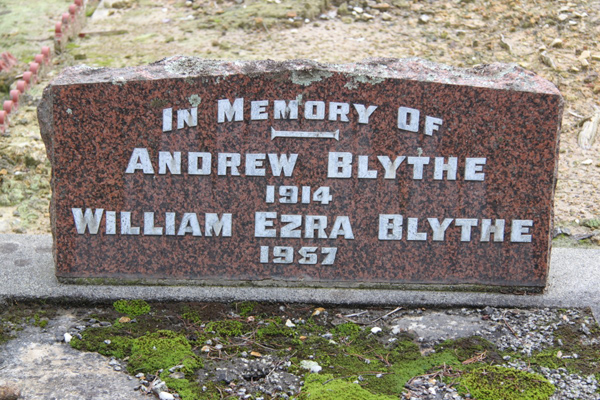 In Memory Of
Andrew Blythe
1914
William Ezra Blythe
1957